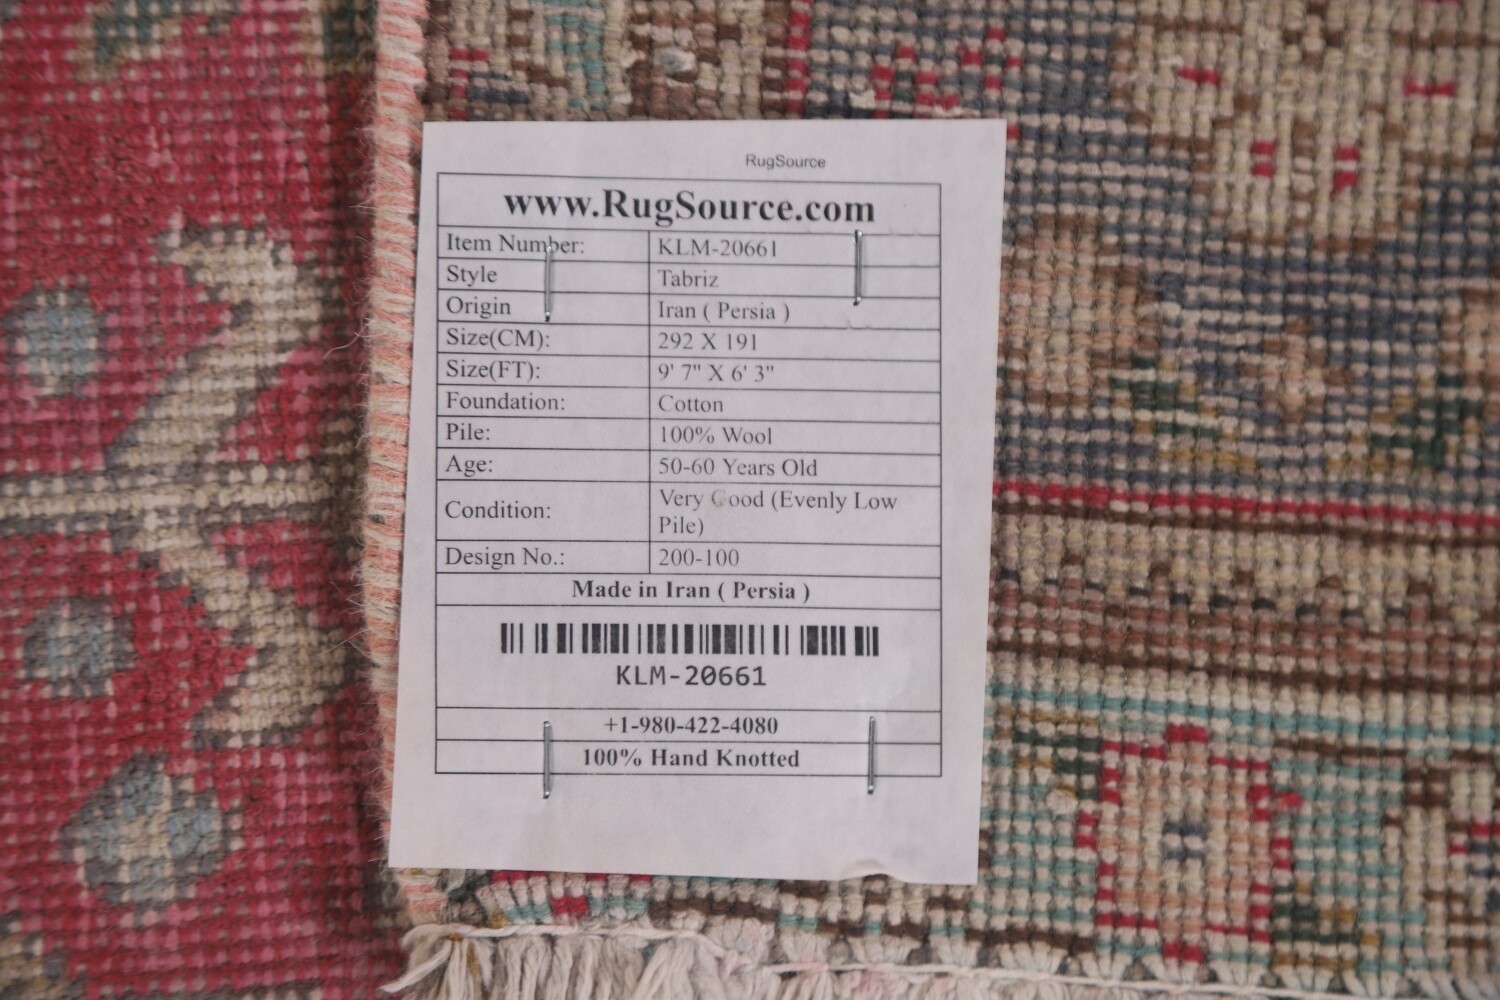 RugSource
www.RugSource.com
Item Number: KLM-20661
Style Tabriz
Origin Iran ( Persia )
Size(CM): 292 X 191
Size(FT): 9' 7" X 6' 3"
Foundation: Cotton
Pile: 100% Wool
Age: 50-60 Years Old
Condition: Very Good (Evenly Low
Pile)
Design No.: 200-100
Made in Iran ( Persia )
KLM-20661
+1-980-422-4080
100% Hand Knotted